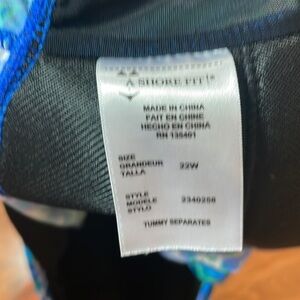 A SHORE FIT!®
MADE IN CHINA
FAIT EN CHINE
HECHO EN CHINA
RN 135401
SIZE
GRANDEUR 22W
TALLA
STYLE
MODELE 2340258
STYLO
TUMMY SEPARATES